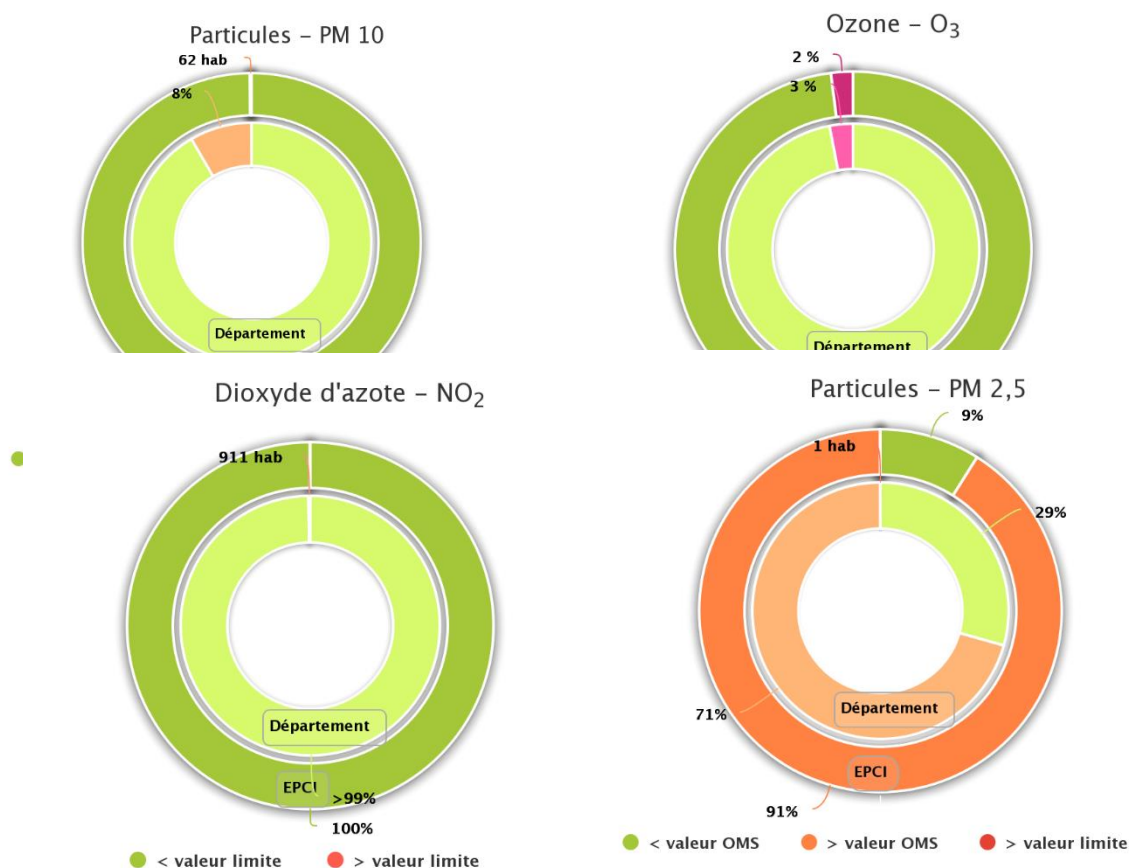 Particules – PM 10
62 hab
8%
Département
Ozone – O₃
2 %
3 %
Département
Dioxyde d'azote – NO₂
911 hab
Département
EPCI
>99%
100%
< valeur limite > valeur limite
Particules – PM 2,5
9%
1 hab
29%
71%
Département
EPCI
91%
< valeur OMS > valeur OMS > valeur limite